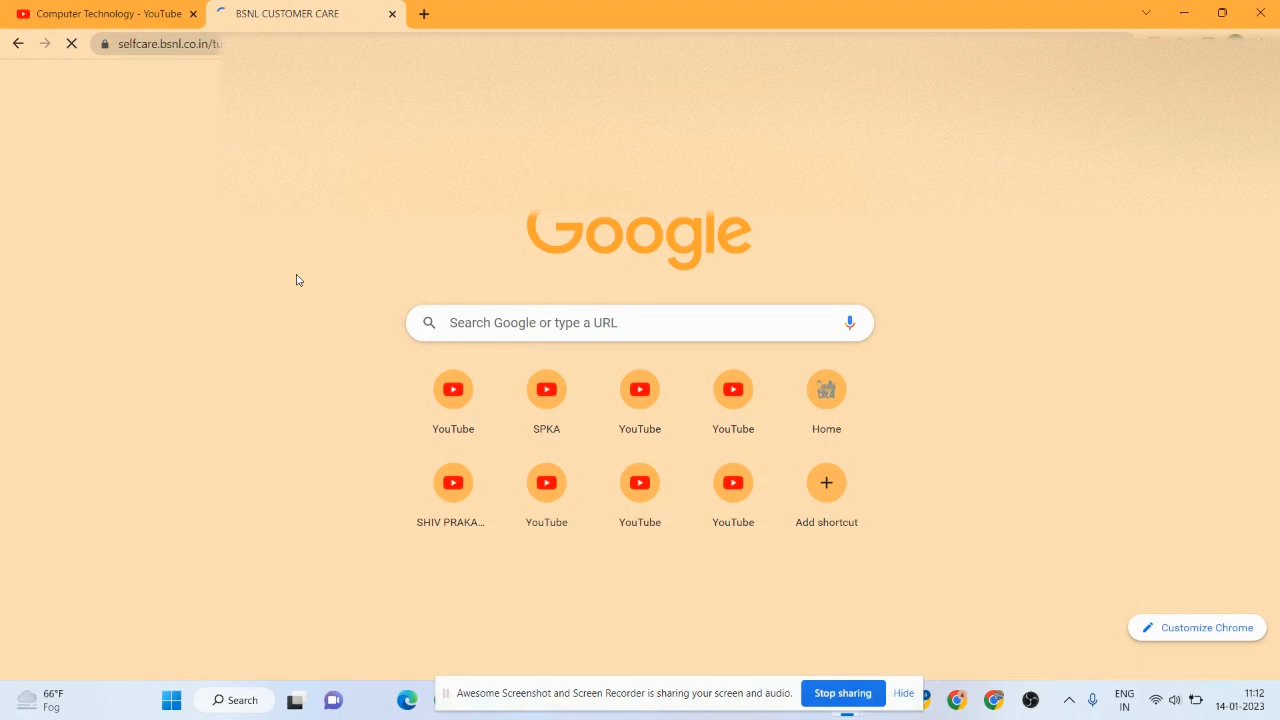 Computer Technology - YouTube
BSNL CUSTOMER CARE
selfcare.bsnl.co.in/tu
Google
Search Google or type a URL
YouTube
SPKA
YouTube
YouTube
Home
SHIV PRAKA...
YouTube
YouTube
YouTube
Add shortcut
Customize Chrome
Awesome Screenshot and Screen Recorder is sharing your screen and audio.
Stop sharing
Hide
66°F
Fog
Search
ENG
IN
11:12
14-01-2023